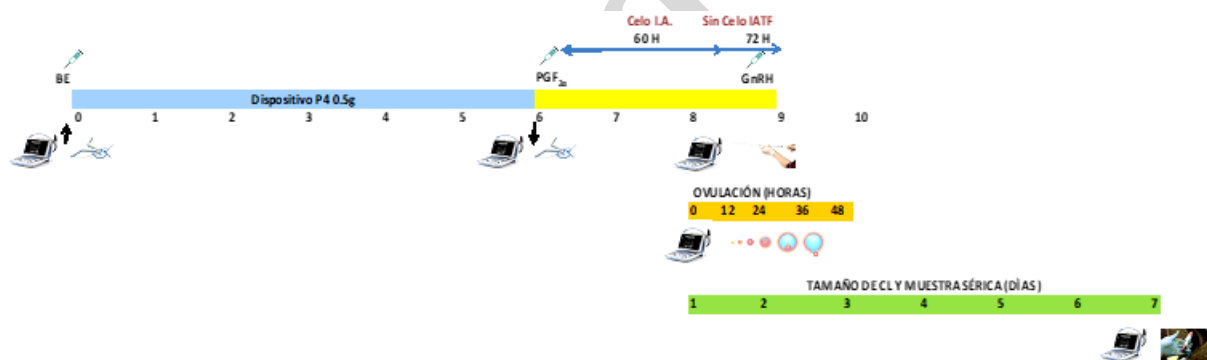 Celo I.A. Sin Celo IATF
60 H 72 H
BE PGF2α GnRH
Dispositivo P4 0.5g
0 1 2 3 4 5 6 7 8 9 10
OVULACIÓN (HORAS)
0 12 24 36 48
TAMAÑO DE CL Y MUESTRA SÉRICA (DÌAS)
1 2 3 4 5 6 7